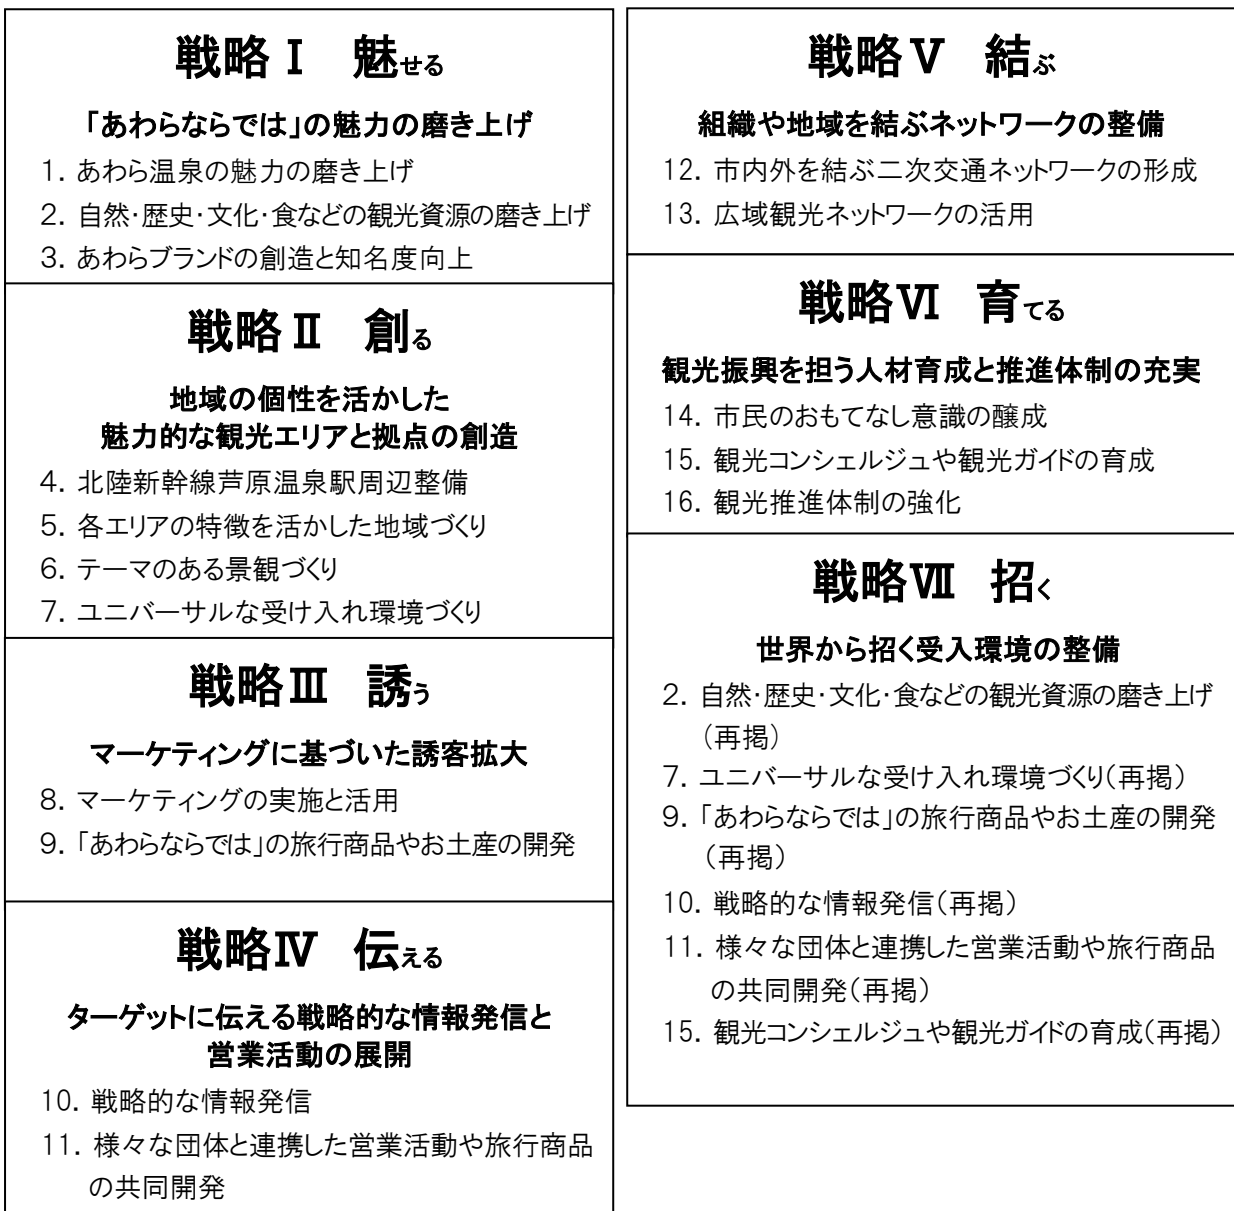 戦略Ⅰ 魅せる
「あわらならでは」の魅力の磨き上げ
1．あわら温泉の魅力の磨き上げ
2．自然・歴史・文化・食などの観光資源の磨き上げ
3．あわらブランドの創造と知名度向上
戦略Ⅱ 創る
地域の個性を活かした
魅力的な観光エリアと拠点の創造
4．北陸新幹線芦原温泉駅周辺整備
5．各エリアの特徴を活かした地域づくり
6．テーマのある景観づくり
7．ユニバーサルな受け入れ環境づくり
戦略Ⅲ 誘う
マーケティングに基づいた誘客拡大
8．マーケティングの実施と活用
9．「あわらならでは」の旅行商品やお土産の開発
戦略Ⅳ 伝える
ターゲットに伝える戦略的な情報発信と
営業活動の展開
10．戦略的な情報発信
11．様々な団体と連携した営業活動や旅行商品
の共同開発
戦略Ⅴ 結ぶ
組織や地域を結ぶネットワークの整備
12．市内外を結ぶ二次交通ネットワークの形成
13．広域観光ネットワークの活用
戦略Ⅵ 育てる
観光振興を担う人材育成と推進体制の充実
14．市民のおもてなし意識の醸成
15．観光コンシェルジュや観光ガイドの育成
16．観光推進体制の強化
戦略Ⅶ 招く
世界から招く受入環境の整備
2．自然・歴史・文化・食などの観光資源の磨き上げ
（再掲）
7．ユニバーサルな受け入れ環境づくり（再掲）
9．「あわらならでは」の旅行商品やお土産の開発
（再掲）
10．戦略的な情報発信（再掲）
11．様々な団体と連携した営業活動や旅行商品
の共同開発（再掲）
15．観光コンシェルジュや観光ガイドの育成（再掲）